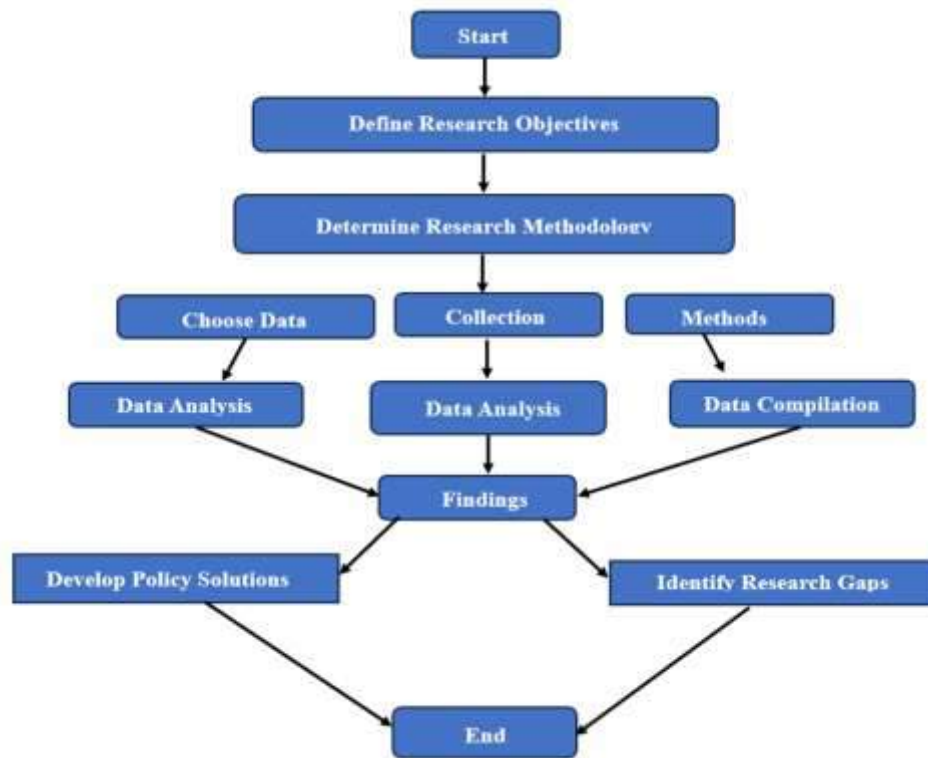 Start
Define Research Objectives
Determine Research Methodology
Choose Data
Collection
Methods
Data Analysis
Data Analysis
Data Compilation
Findings
Develop Policy Solutions
Identify Research Gaps
End